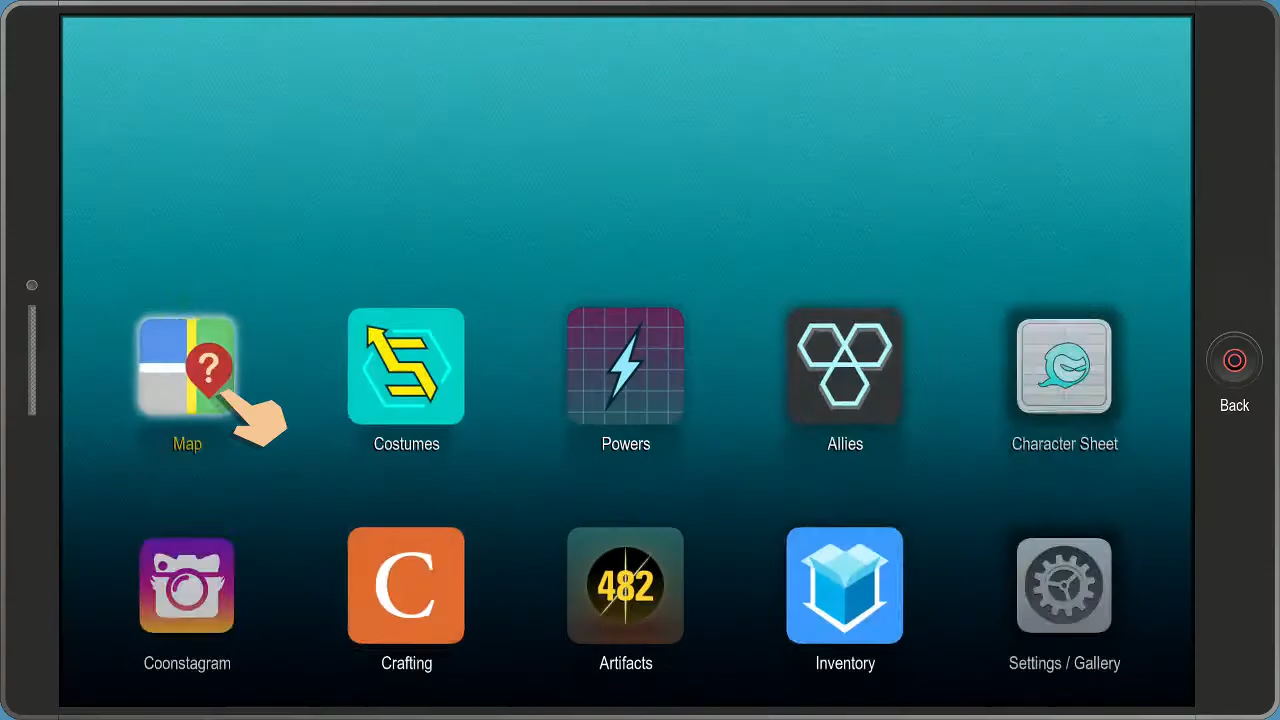 ?
Map
Costumes
Powers
Allies
Character Sheet
Back
C
482
Coonstagram
Crafting
Artifacts
Inventory
Settings / Gallery